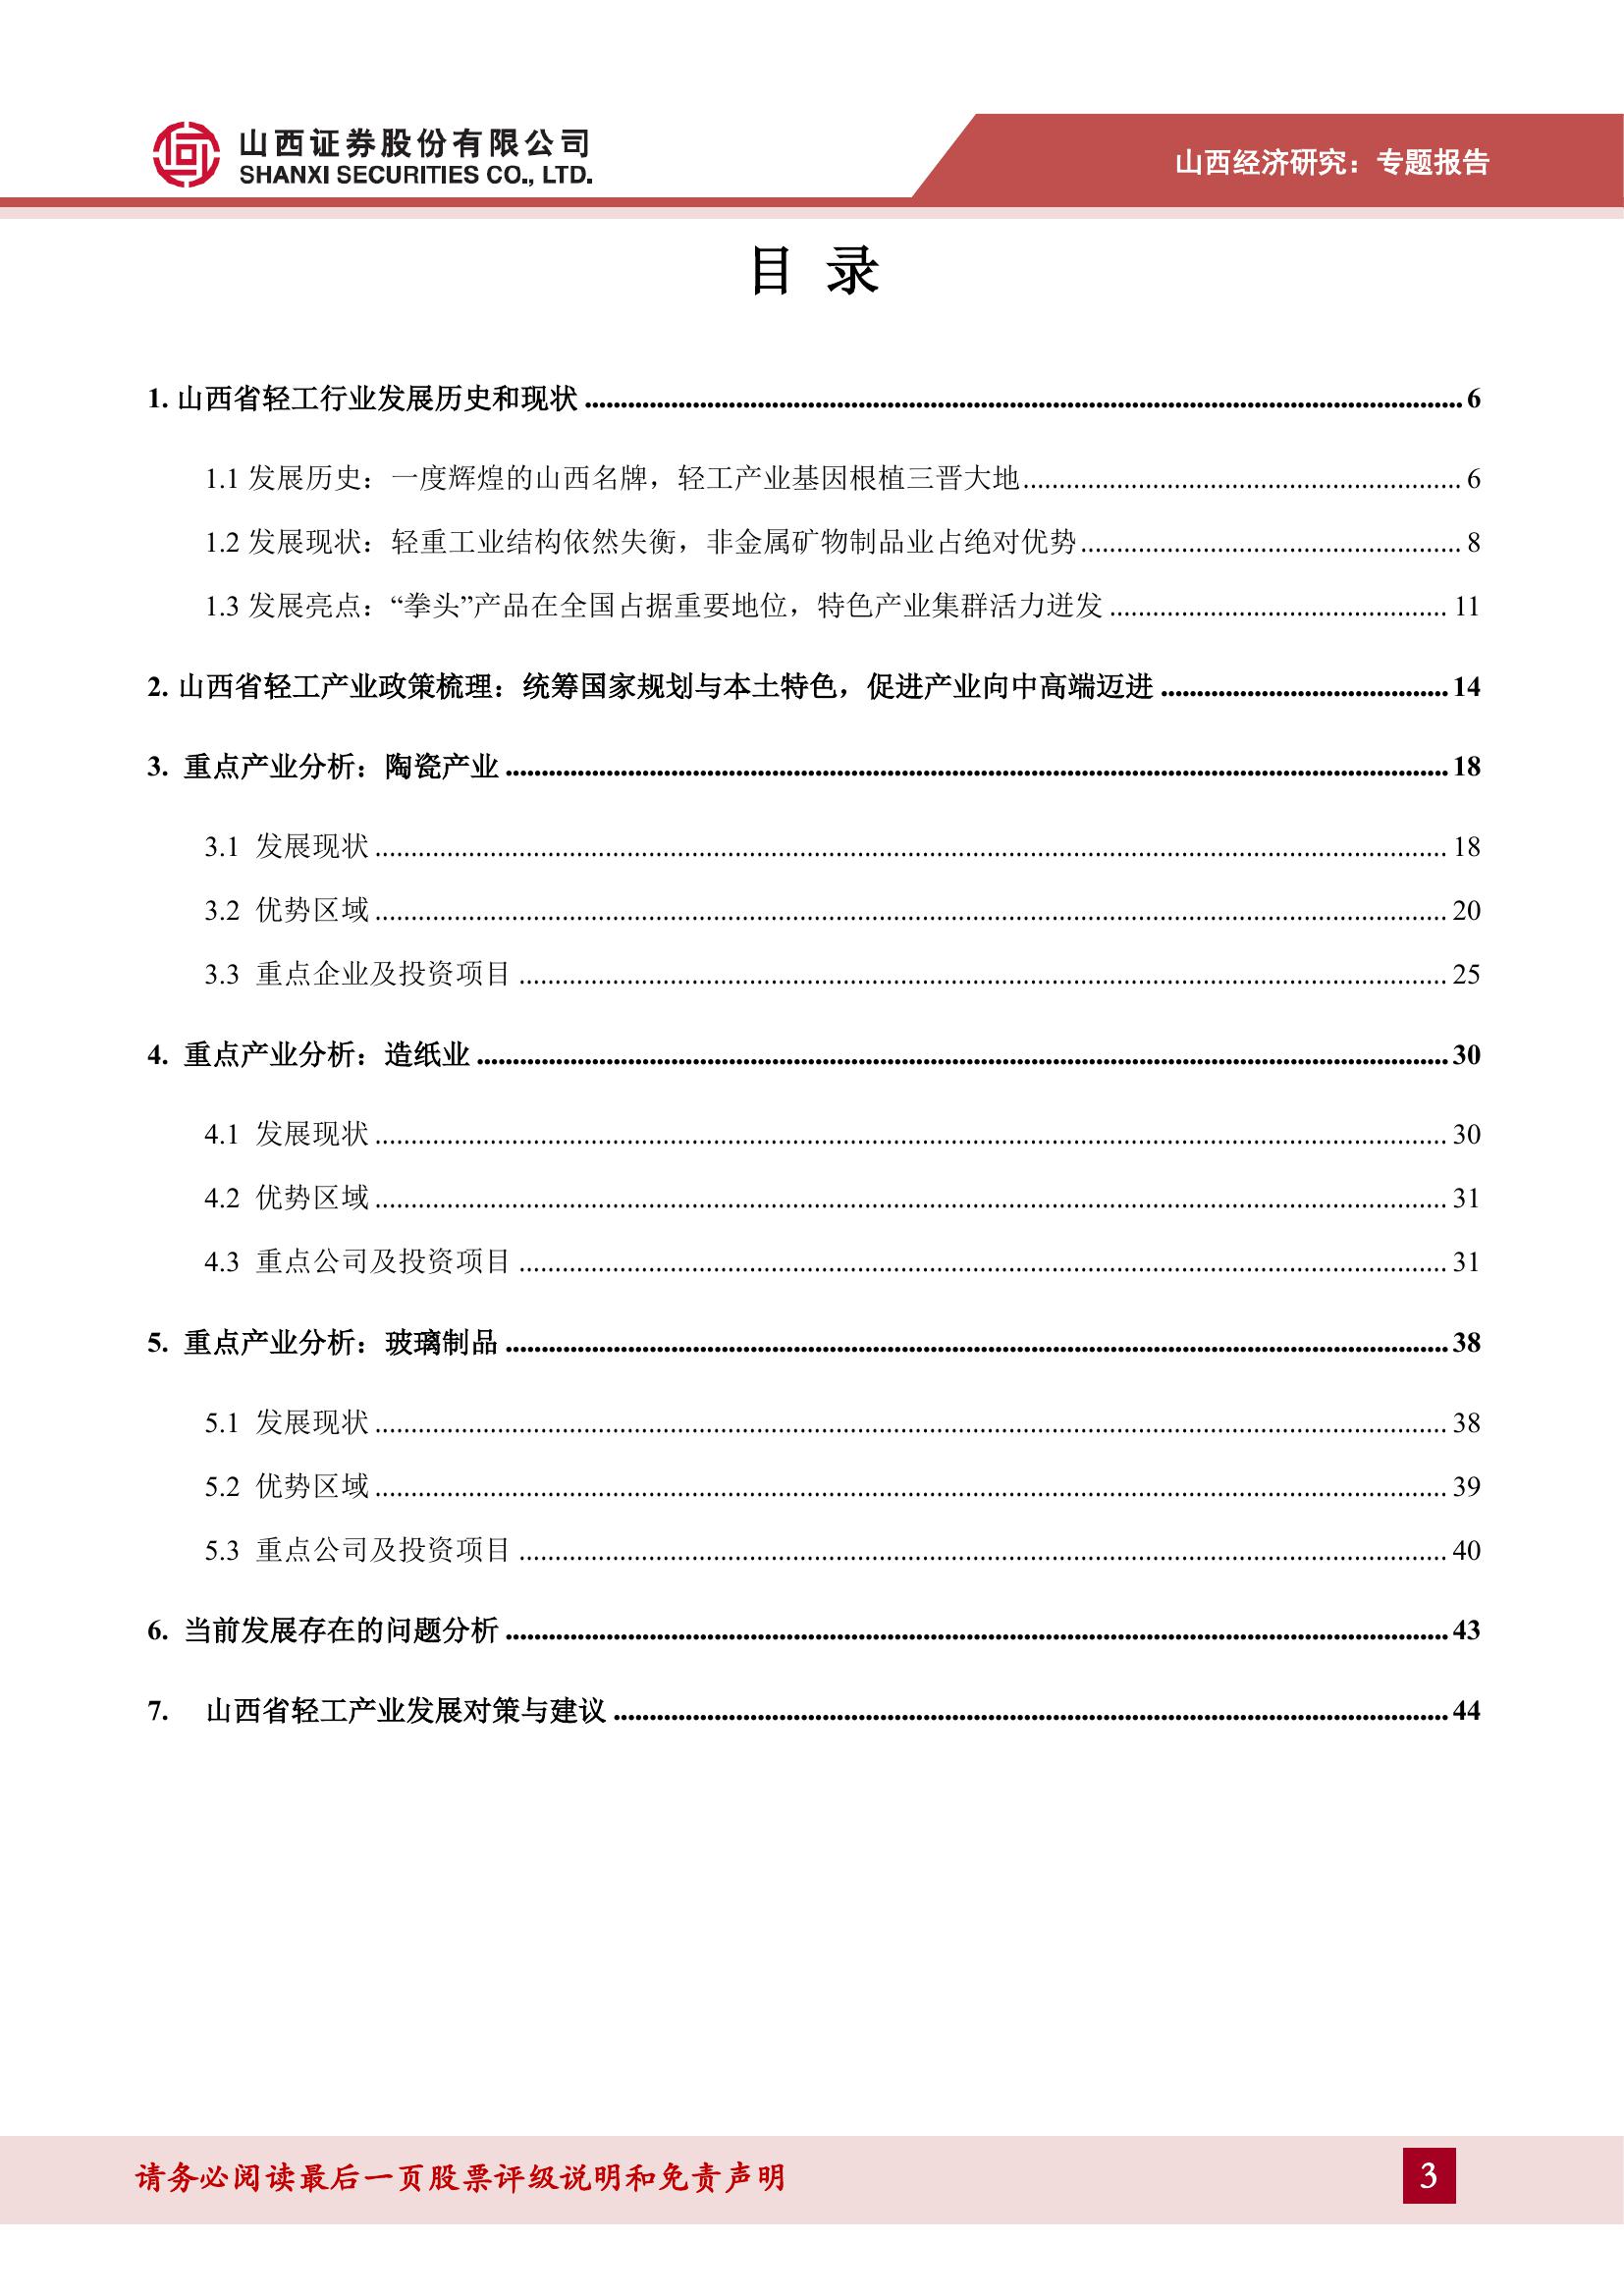 山西证券股份有限公司
SHANXI SECURITIES CO., LTD.
山西经济研究：专题报告
目 录
1. 山西省轻工行业发展历史和现状 ........ 6
1.1 发展历史：一度辉煌的山西名牌，轻工产业基因根植三晋大地 ........ 6
1.2 发展现状：轻重工业结构依然失衡，非金属矿物制品业占绝对优势 ........ 8
1.3 发展亮点：“拳头”产品在全国占据重要地位，特色产业集群活力迸发 ........ 11
2. 山西省轻工产业政策梳理：统筹国家规划与本土特色，促进产业向中高端迈进 ........ 14
3. 重点产业分析：陶瓷产业 ........ 18
3.1 发展现状 ........ 18
3.2 优势区域 ........ 20
3.3 重点企业及投资项目 ........ 25
4. 重点产业分析：造纸业 ........ 30
4.1 发展现状 ........ 30
4.2 优势区域 ........ 31
4.3 重点公司及投资项目 ........ 31
5. 重点产业分析：玻璃制品 ........ 38
5.1 发展现状 ........ 38
5.2 优势区域 ........ 39
5.3 重点公司及投资项目 ........ 40
6. 当前发展存在的问题分析 ........ 43
7. 山西省轻工产业发展对策与建议 ........ 44
请务必阅读最后一页股票评级说明和免责声明
3